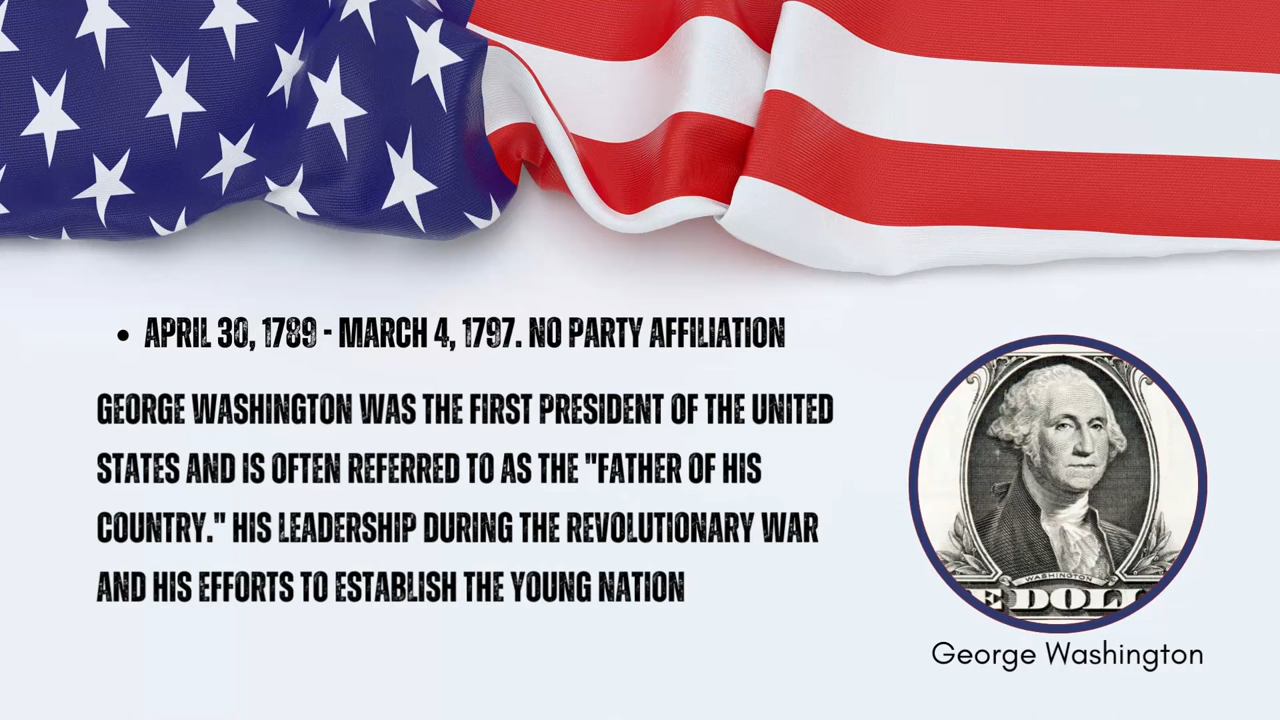 • APRIL 30, 1789 - MARCH 4, 1797. NO PARTY AFFILIATION
GEORGE WASHINGTON WAS THE FIRST PRESIDENT OF THE UNITED
STATES AND IS OFTEN REFERRED TO AS THE "FATHER OF HIS
COUNTRY." HIS LEADERSHIP DURING THE REVOLUTIONARY WAR
AND HIS EFFORTS TO ESTABLISH THE YOUNG NATION
WASHINGTON
E DOLL
George Washington